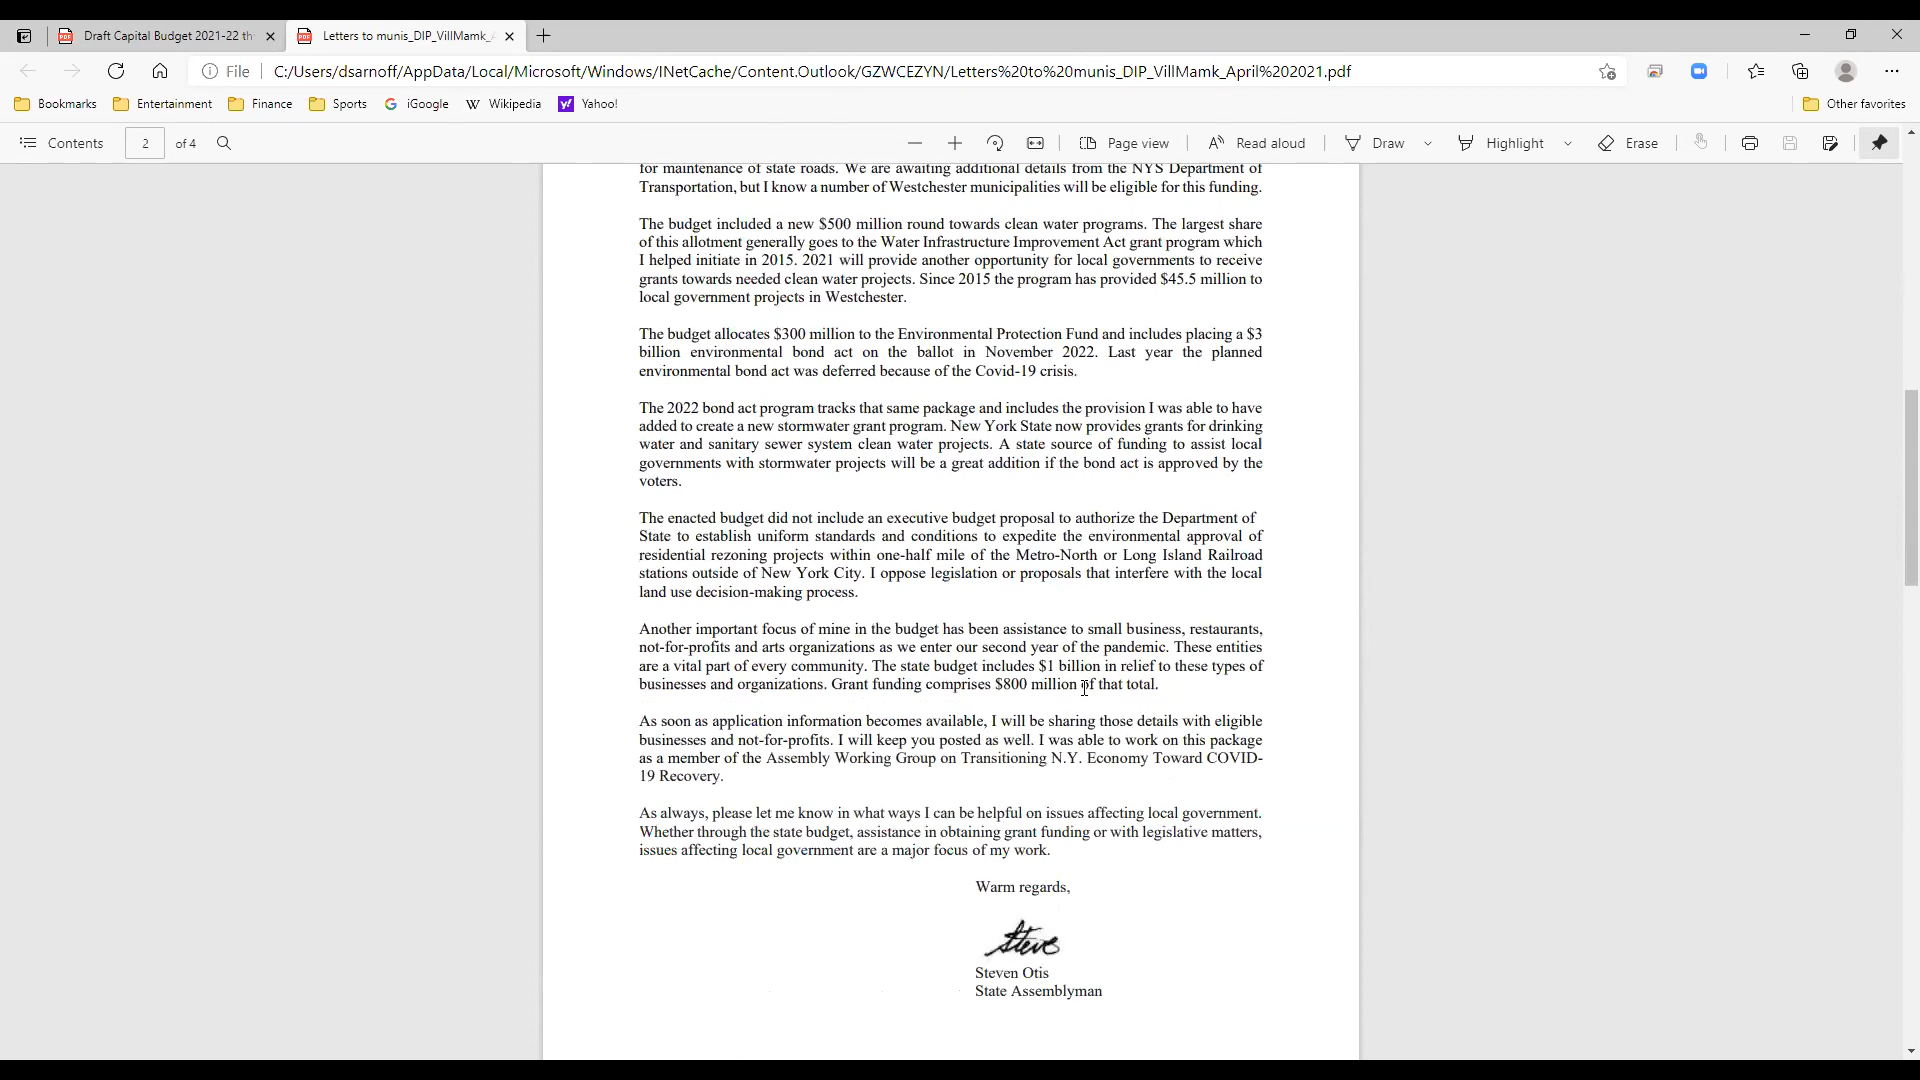 Draft Capital Budget 2021-22 th
Letters to munis_DIP_VillMamk_A
File
C:/Users/dsarnoff/AppData/Local/Microsoft/Windows/INetCache/Content.Outlook/GZWCEZYN/Letters%20to%20munis_DIP_VillMamk_April%202021.pdf
Bookmarks Entertainment Finance Sports iGoogle Wikipedia Yahoo! Other favorites
Contents 2 of 4 Page view Read aloud Draw Highlight Erase
for maintenance of state roads. We are awaiting additional details from the NYS Department of
Transportation, but I know a number of Westchester municipalities will be eligible for this funding.
The budget included a new $500 million round towards clean water programs. The largest share
of this allotment generally goes to the Water Infrastructure Improvement Act grant program which
I helped initiate in 2015. 2021 will provide another opportunity for local governments to receive
grants towards needed clean water projects. Since 2015 the program has provided $45.5 million to
local government projects in Westchester.
The budget allocates $300 million to the Environmental Protection Fund and includes placing a $3
billion environmental bond act on the ballot in November 2022. Last year the planned
environmental bond act was deferred because of the Covid-19 crisis.
The 2022 bond act program tracks that same package and includes the provision I was able to have
added to create a new stormwater grant program. New York State now provides grants for drinking
water and sanitary sewer system clean water projects. A state source of funding to assist local
governments with stormwater projects will be a great addition if the bond act is approved by the
voters.
The enacted budget did not include an executive budget proposal to authorize the Department of
State to establish uniform standards and conditions to expedite the environmental approval of
residential rezoning projects within one-half mile of the Metro-North or Long Island Railroad
stations outside of New York City. I oppose legislation or proposals that interfere with the local
land use decision-making process.
Another important focus of mine in the budget has been assistance to small business, restaurants,
not-for-profits and arts organizations as we enter our second year of the pandemic. These entities
are a vital part of every community. The state budget includes $1 billion in relief to these types of
businesses and organizations. Grant funding comprises $800 million of that total.
As soon as application information becomes available, I will be sharing those details with eligible
businesses and not-for-profits. I will keep you posted as well. I was able to work on this package
as a member of the Assembly Working Group on Transitioning N.Y. Economy Toward COVID-
19 Recovery.
As always, please let me know in what ways I can be helpful on issues affecting local government.
Whether through the state budget, assistance in obtaining grant funding or with legislative matters,
issues affecting local government are a major focus of my work.
Warm regards,
Steve
Steven Otis
State Assemblyman